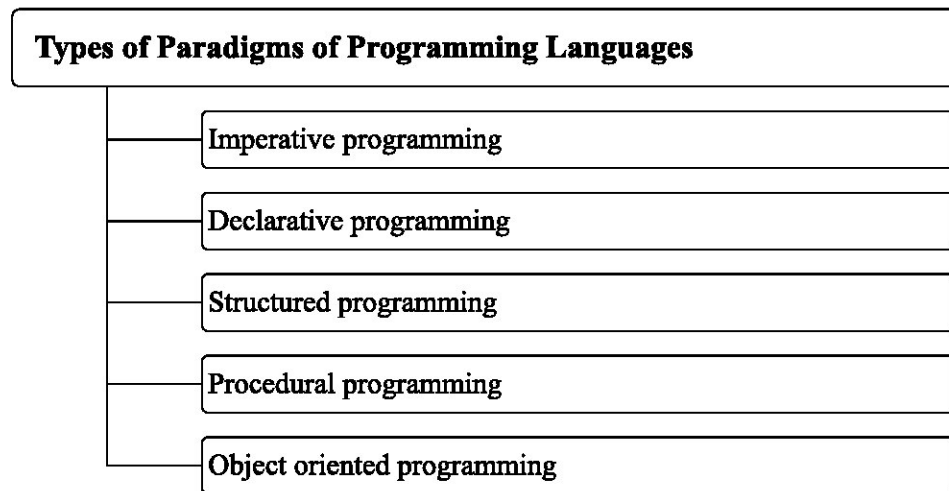 Types of Paradigms of Programming Languages
Imperative programming
Declarative programming
Structured programming
Procedural programming
Object oriented programming